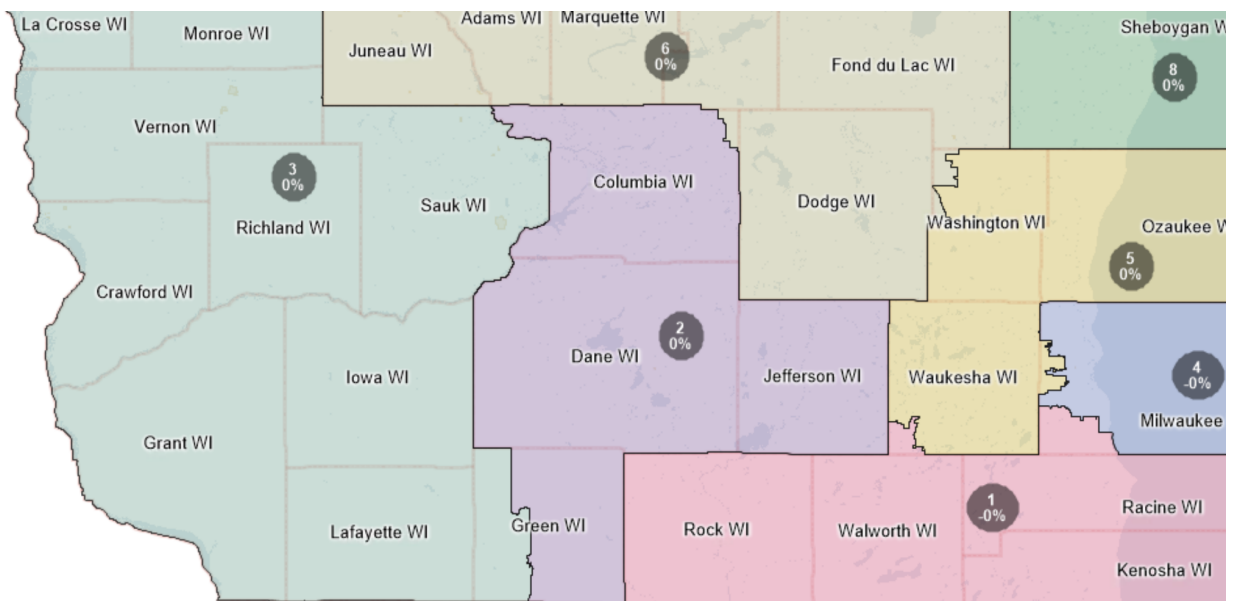 La Crosse WI
Monroe WI
Juneau WI
Adams WI
Marquette WI
6
0%
Fond du Lac WI
Sheboygan W
8
0%
Vernon WI
3
0%
Richland WI
Sauk WI
Columbia WI
Dodge WI
Washington WI
Ozaukee W
5
0%
Crawford WI
2
0%
Dane WI
Iowa WI
Jefferson WI
Waukesha WI
4
-0%
Milwaukee
Grant WI
Lafayette WI
Green WI
Rock WI
Walworth WI
1
-0%
Racine WI
Kenosha WI